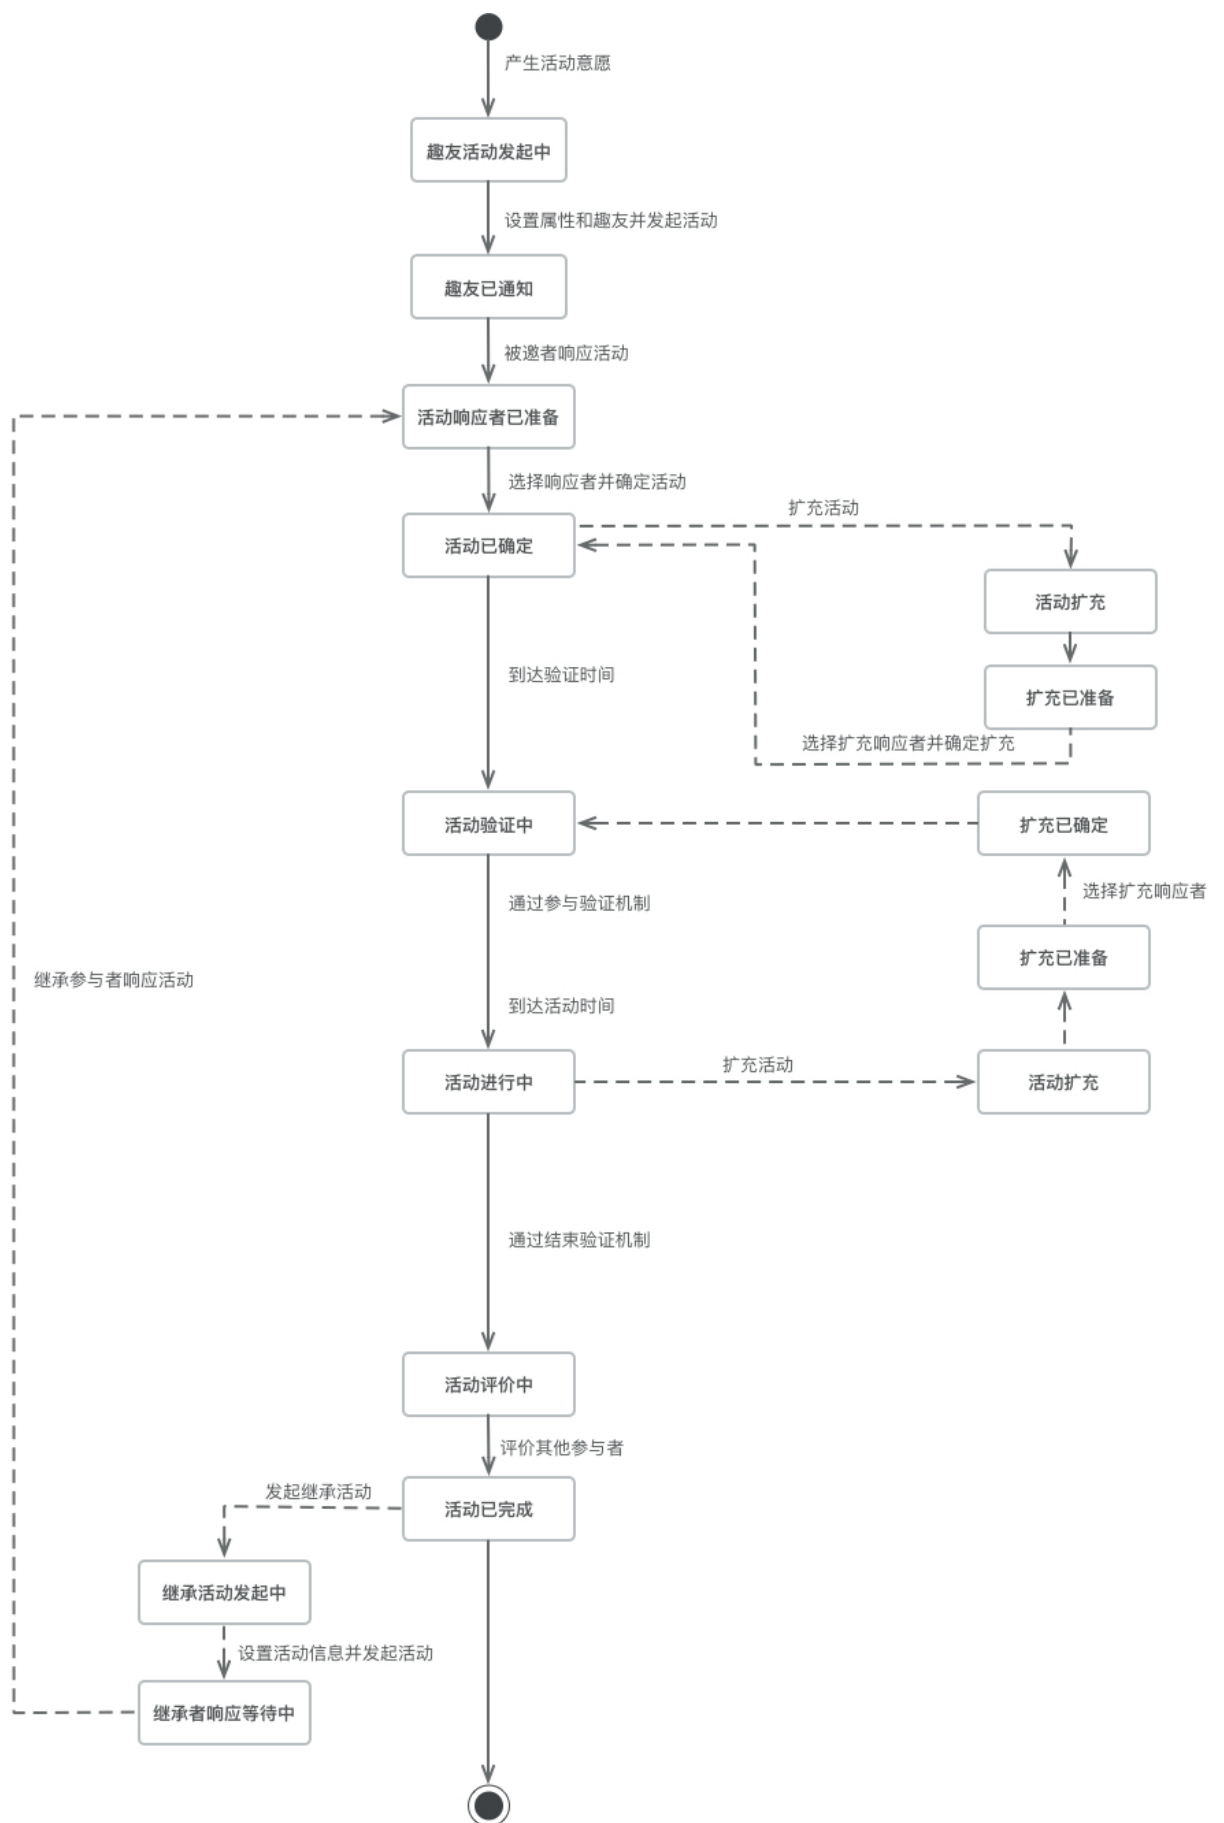 产生活动意愿
趣友活动发起中
设置属性和趣友并发起活动
趣友已通知
被邀者响应活动
活动响应者已准备
选择响应者并确定活动
扩充活动
活动已确定
活动扩充
到达验证时间
扩充已准备
选择扩充响应者并确定扩充
活动验证中
扩充已确定
通过参与验证机制
选择扩充响应者
扩充已准备
继承参与者响应活动
到达活动时间
扩充活动
活动进行中
活动扩充
通过结束验证机制
活动评价中
评价其他参与者
发起继承活动
活动已完成
继承活动发起中
设置活动信息并发起活动
继承者响应等待中